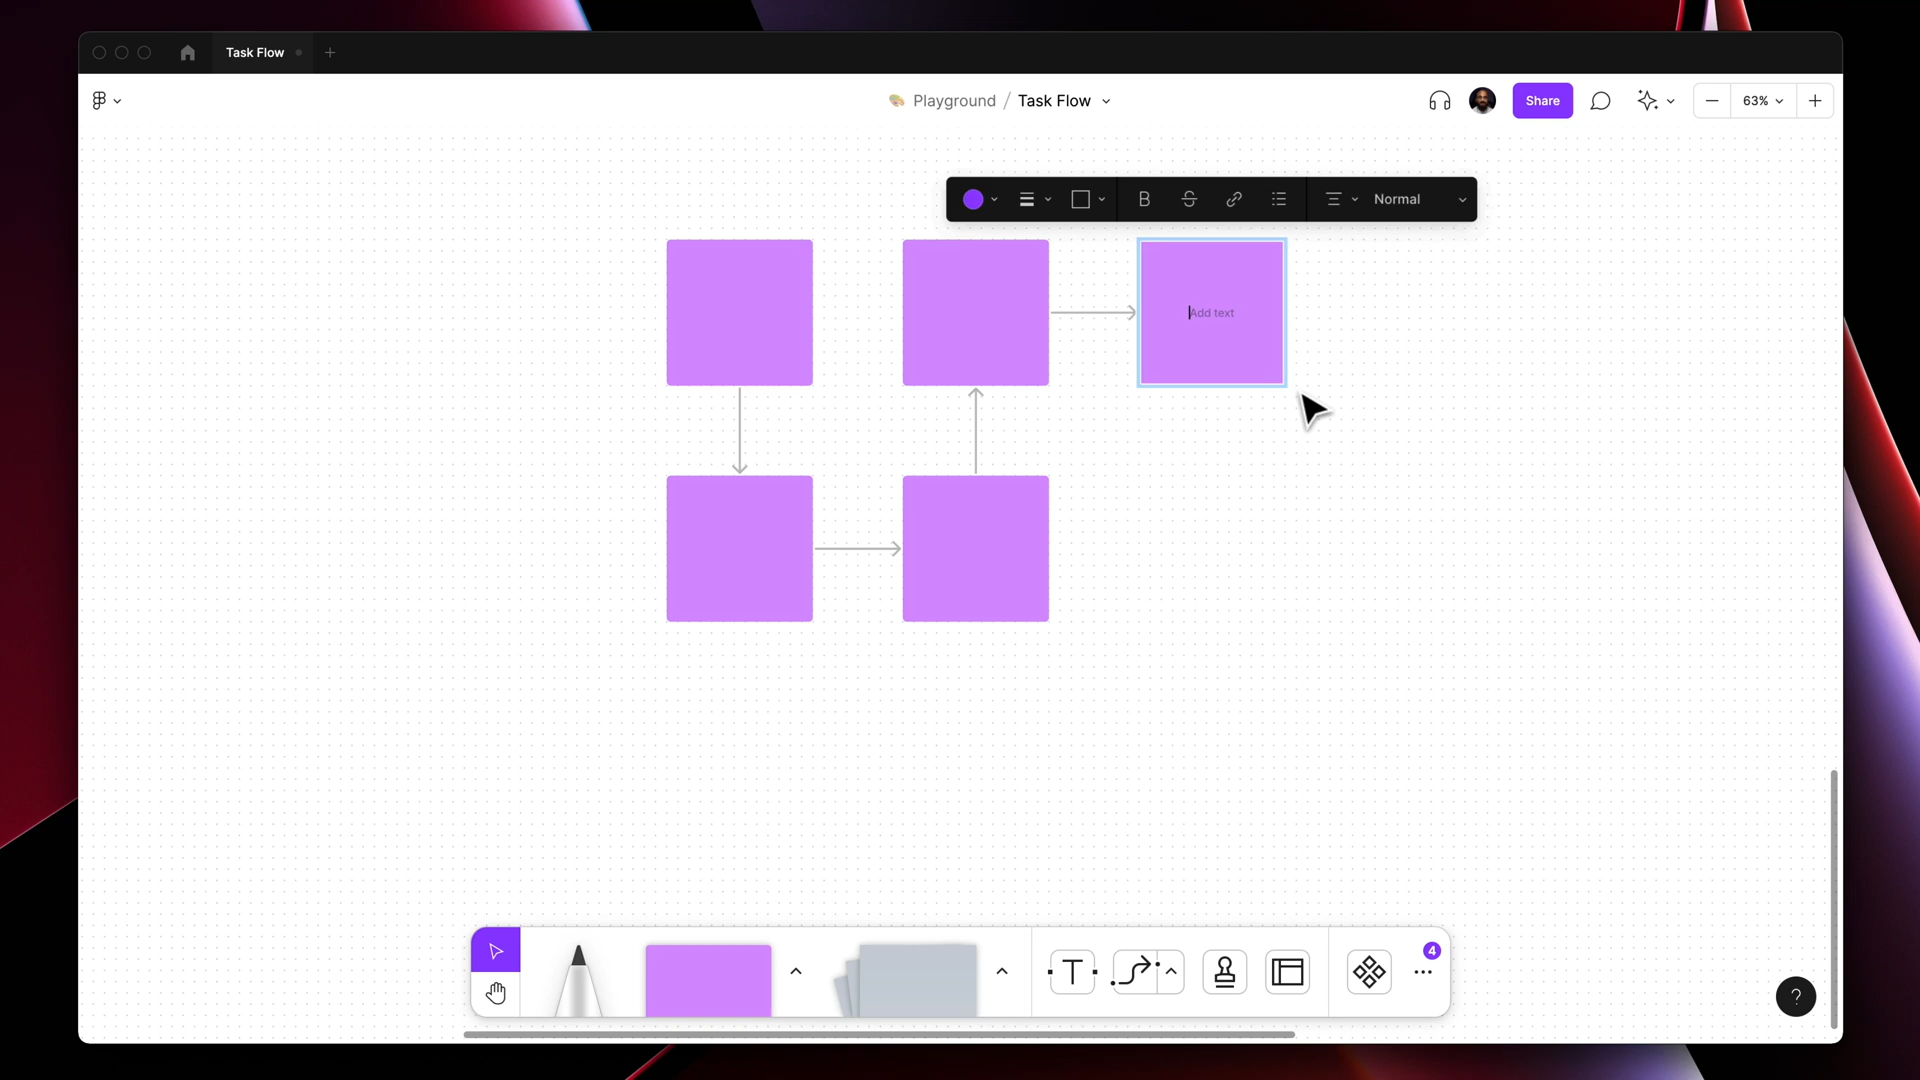 Task Flow
Playground / Task Flow
Share
63%
B
S
Normal
Add text
T
4
?